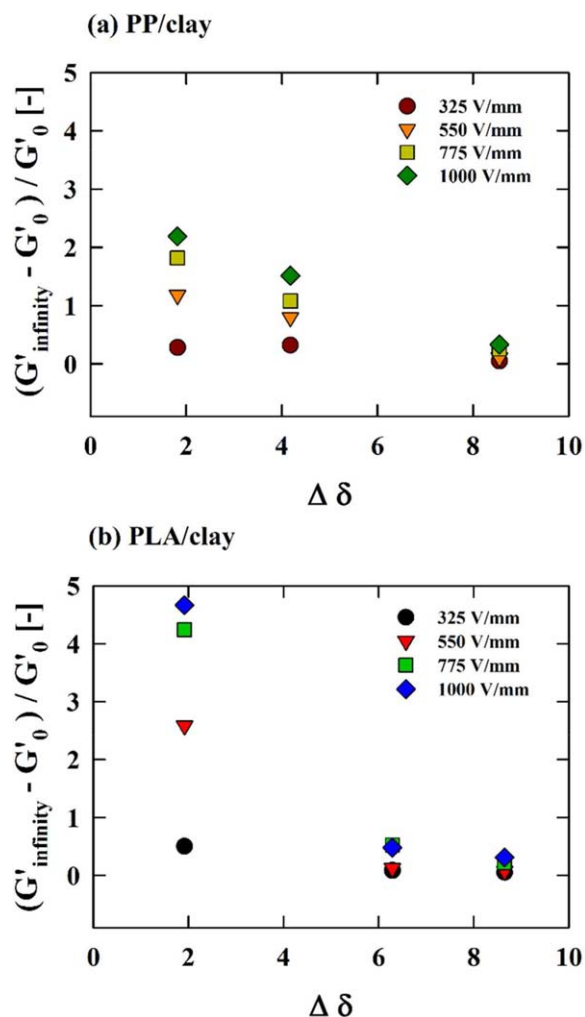 (a) PP/clay
5
4
3
2
1
0
(G'infinity - G'0) / G'0 [-]
325 V/mm
550 V/mm
775 V/mm
1000 V/mm
0 2 4 6 8 10
Δ δ
(b) PLA/clay
5
4
3
2
1
0
(G'infinity - G'0) / G'0 [-]
325 V/mm
550 V/mm
775 V/mm
1000 V/mm
0 2 4 6 8 10
Δ δ